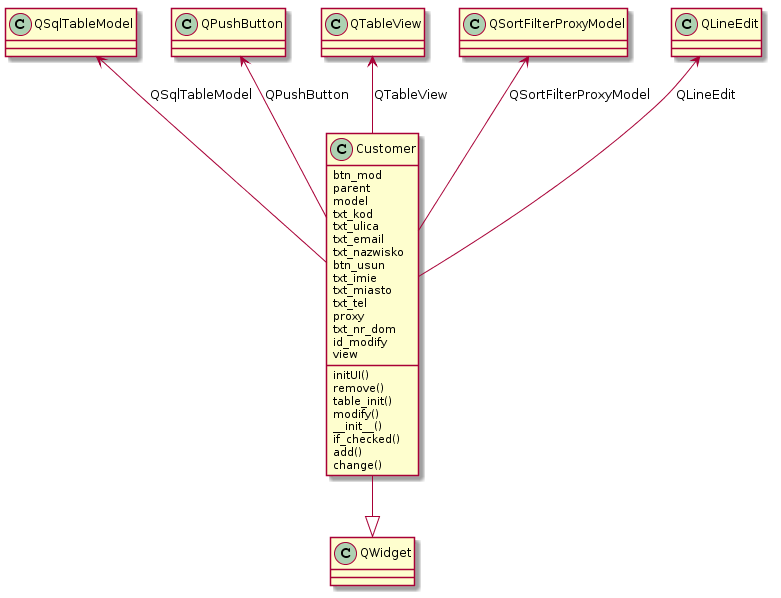 C QSqlTableModel
C QPushButton
C QTableView
C QSortFilterProxyModel
C QLineEdit
QSqlTableModel
QPushButton
QTableView
QSortFilterProxyModel
QLineEdit
C Customer
btn_mod
parent
model
txt_kod
txt_ulica
txt_email
txt_nazwisko
btn_usun
txt_imie
txt_miasto
txt_tel
proxy
txt_nr_dom
id_modify
view
initUI()
remove()
table_init()
modify()
__init__()
if_checked()
add()
change()
C QWidget